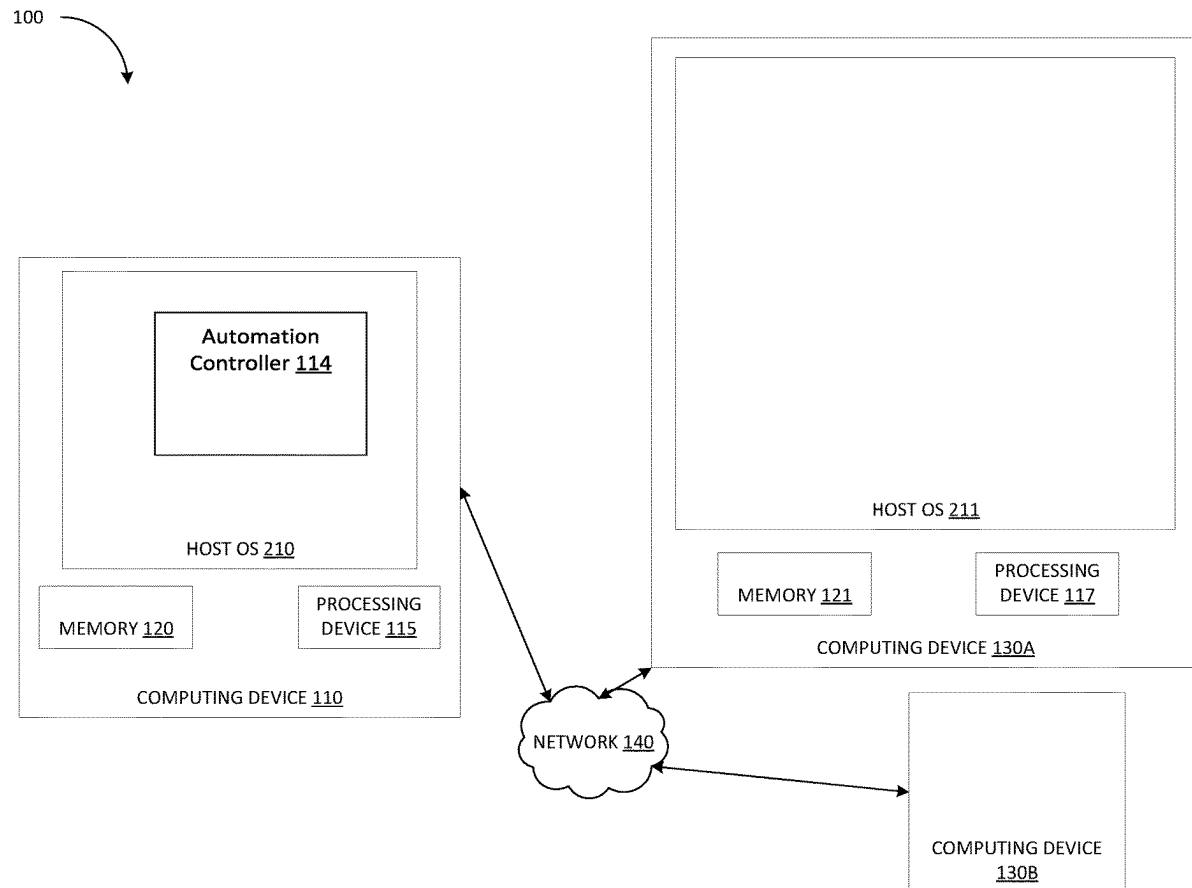 100
Automation
Controller 114
HOST OS 210
MEMORY 120
PROCESSING
DEVICE 115
COMPUTING DEVICE 110
HOST OS 211
MEMORY 121
PROCESSING
DEVICE 117
COMPUTING DEVICE 130A
NETWORK 140
COMPUTING DEVICE
130B